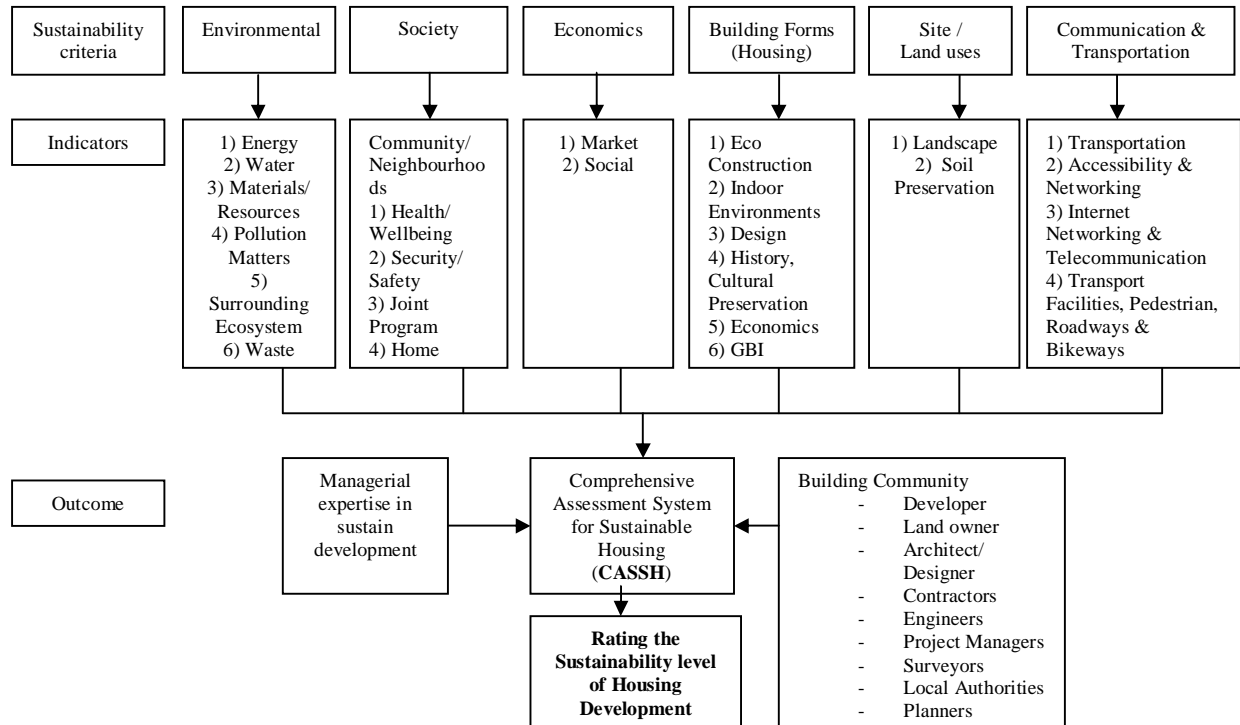 Sustainability
criteria
Environmental
Society
Economics
Building Forms
(Housing)
Site /
Land uses
Communication &
Transportation
Indicators
1) Energy
2) Water
3) Materials/
Resources
4) Pollution
Matters
5)
Surrounding
Ecosystem
6) Waste
Community/
Neighbourhoo
ds
1) Health/
Wellbeing
2) Security/
Safety
3) Joint
Program
4) Home
1) Market
2) Social
1) Eco
Construction
2) Indoor
Environments
3) Design
4) History,
Cultural
Preservation
5) Economics
6) GBI
1) Landscape
2) Soil
Preservation
1) Transportation
2) Accessibility &
Networking
3) Internet
Networking &
Telecommunication
4) Transport
Facilities, Pedestrian,
Roadways &
Bikeways
Outcome
Managerial
expertise in
sustain
development
Comprehensive
Assessment System
for Sustainable
Housing
(CASSH)
Building Community
- Developer
- Land owner
- Architect/
Designer
- Contractors
- Engineers
- Project Managers
- Surveyors
- Local Authorities
- Planners
Rating the
Sustainability level
of Housing
Development